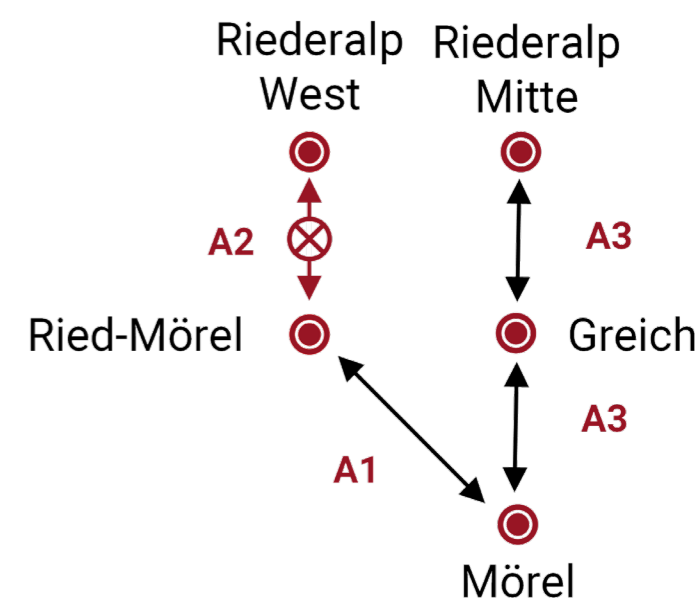 Riederalp
West
Riederalp
Mitte
A2
A3
Ried-Mörel
Greich
A1
A3
Mörel